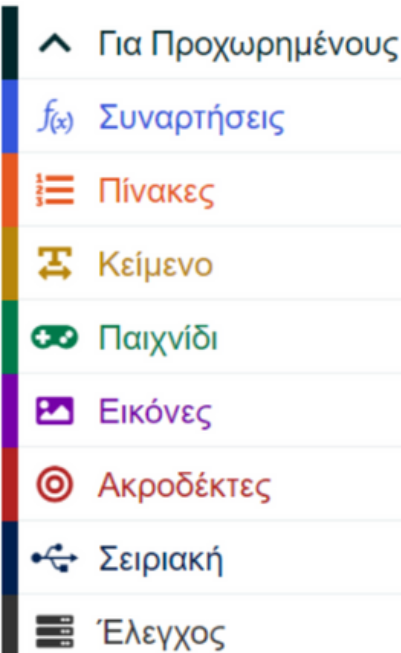 Για Προχωρημένους
f(x) Συναρτήσεις
Πίνακες
Κείμενο
Παιχνίδι
Εικόνες
Ακροδέκτες
Σειριακή
Έλεγχος